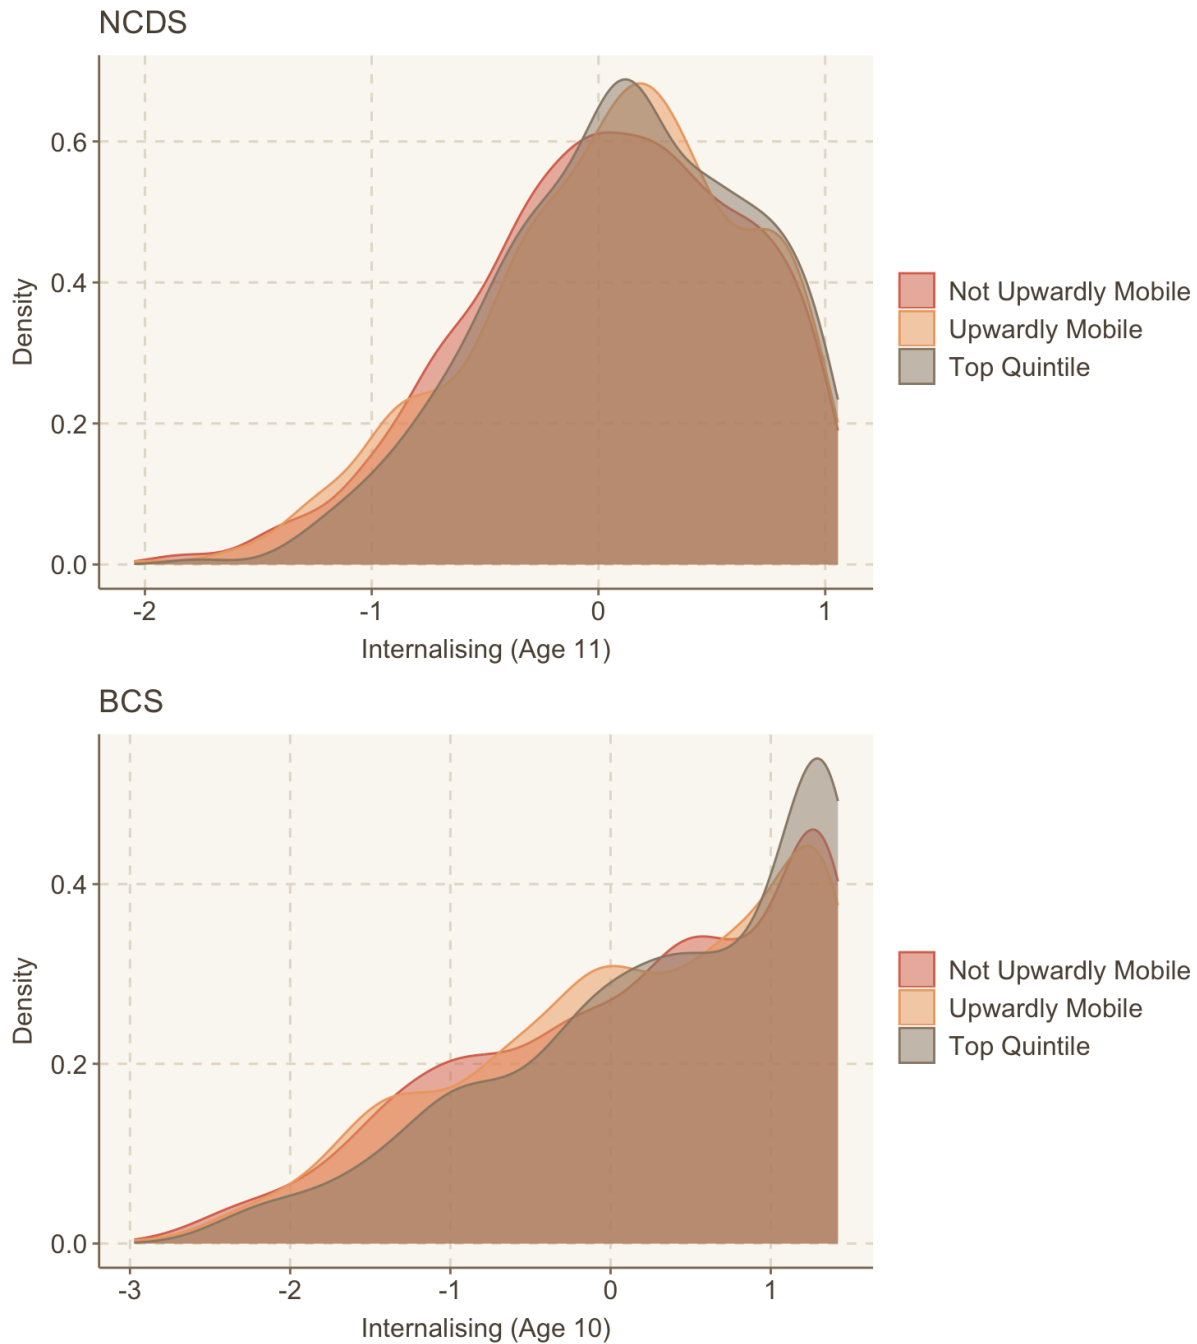 NCDS
0.6
0.4
0.2
0.0
Density
-2 -1 0 1
Internalising (Age 11)
Not Upwardly Mobile
Upwardly Mobile
Top Quintile
BCS
0.4
0.2
0.0
Density
-3 -2 -1 0 1
Internalising (Age 10)
Not Upwardly Mobile
Upwardly Mobile
Top Quintile